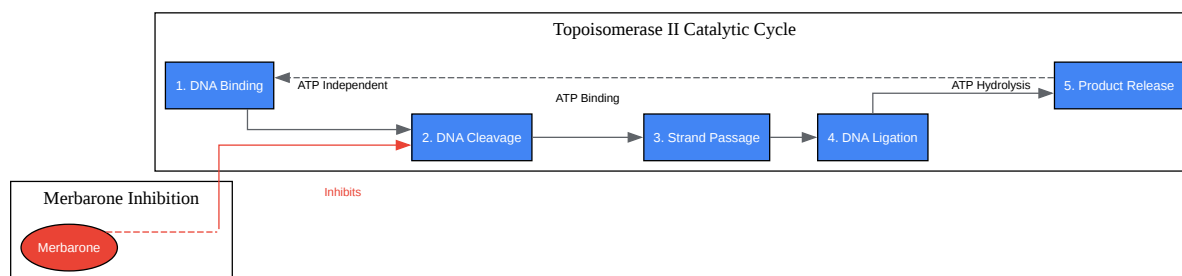 Topoisomerase II Catalytic Cycle
1. DNA Binding
ATP Independent
ATP Binding
ATP Hydrolysis
5. Product Release
2. DNA Cleavage
3. Strand Passage
4. DNA Ligation
Inhibits
Merbarone Inhibition
Merbarone